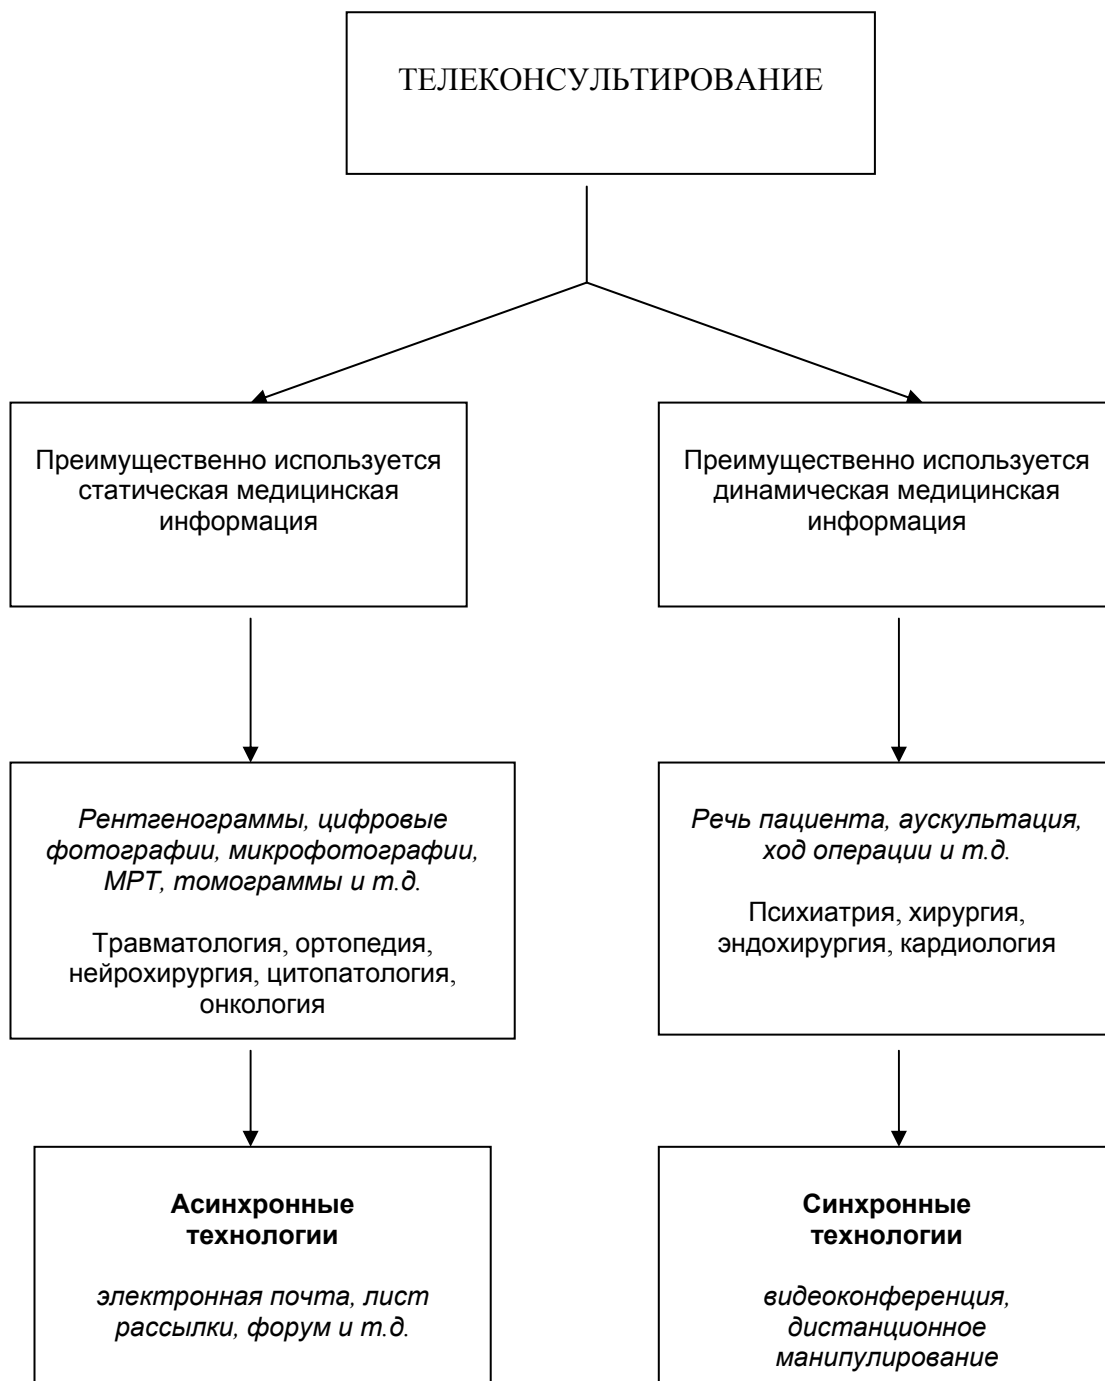 ТЕЛЕКОНСУЛЬТИРОВАНИЕ
Преимущественно используется
статическая медицинская
информация
Преимущественно используется
динамическая медицинская
информация
Рентгенограммы, цифровые
фотографии, микрофотографии,
МРТ, томограммы и т.д.
Травматология, ортопедия,
нейрохирургия, цитопатология,
онкология
Речь пациента, аускультация,
ход операции и т.д.
Психиатрия, хирургия,
эндохирургия, кардиология
Асинхронные
технологии
электронная почта, лист
рассылки, форум и т.д.
Синхронные
технологии
видеоконференция,
дистанционное
манипулирование